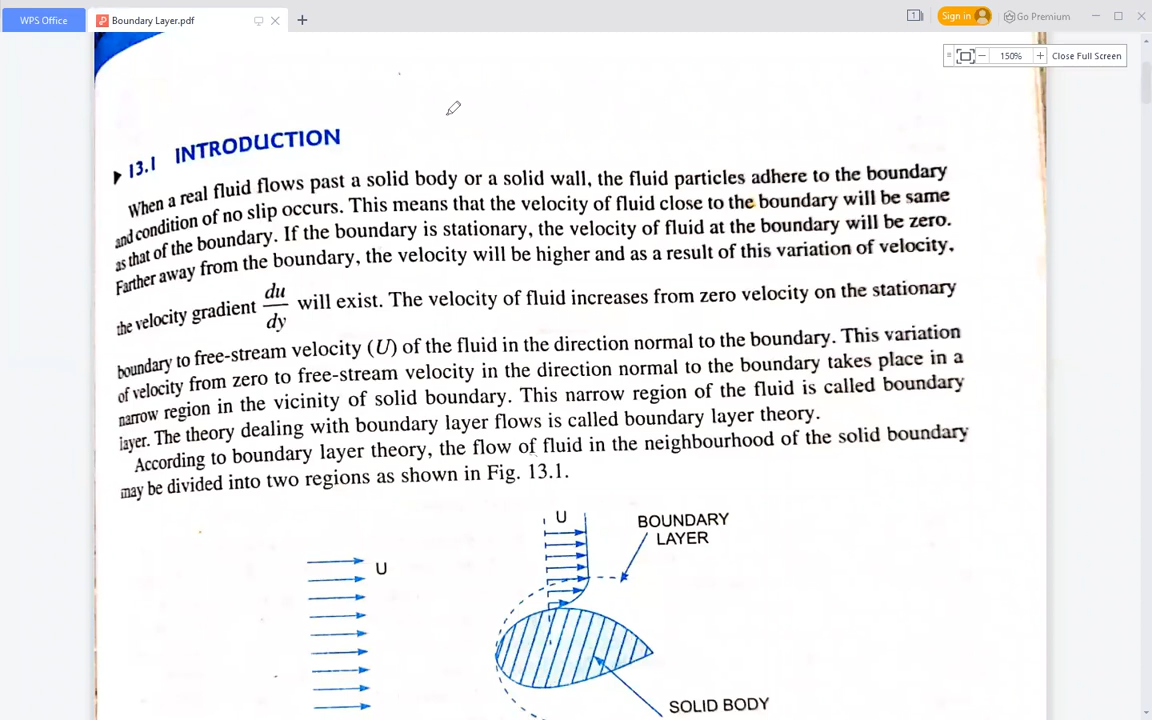 WPS Office
Boundary Layer.pdf
1
Sign in
Go Premium
150%
Close Full Screen
13.1 INTRODUCTION
When a real fluid flows past a solid body or a solid wall, the fluid particles adhere to the boundary
and condition of no slip occurs. This means that the velocity of fluid close to the boundary will be same
as that of the boundary. If the boundary is stationary, the velocity of fluid at the boundary will be zero.
Farther away from the boundary, the velocity will be higher and as a result of this variation of velocity,
the velocity gradient du/dy will exist. The velocity of fluid increases from zero velocity on the stationary
boundary to free-stream velocity (U) of the fluid in the direction normal to the boundary. This variation
of velocity from zero to free-stream velocity in the direction normal to the boundary takes place in a
narrow region in the vicinity of solid boundary. This narrow region of the fluid is called boundary
layer. The theory dealing with boundary layer flows is called boundary layer theory.
According to boundary layer theory, the flow of fluid in the neighbourhood of the solid boundary
may be divided into two regions as shown in Fig. 13.1.
U
BOUNDARY
LAYER
U
SOLID BODY